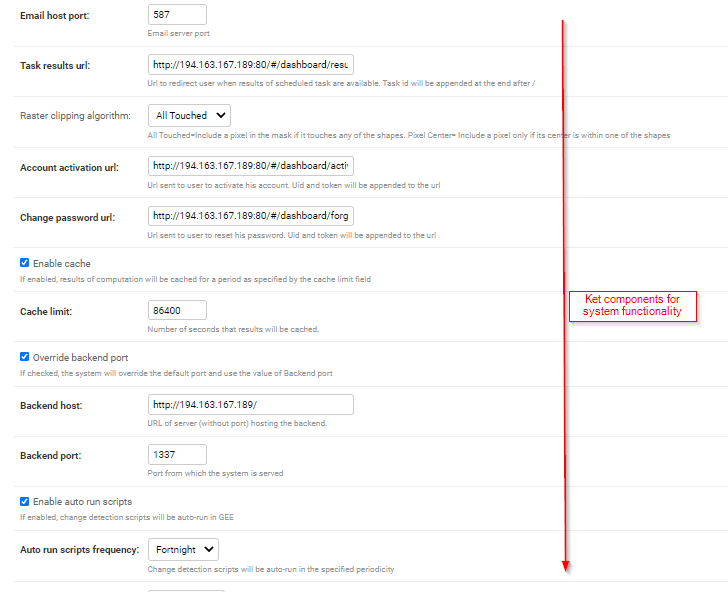 Email host port:
587
Email server port
Task results url:
http://194.163.167.189:80/#/dashboard/resu
Url to redirect user when results of scheduled task are available. Task id will be appended at the end after /
Raster clipping algorithm:
All Touched
All Touched=Include a pixel in the mask if it touches any of the shapes. Pixel Center= Include a pixel only if its center is within one of the shapes
Account activation url:
http://194.163.167.189:80/#/dashboard/acti
Url sent to user to activate his account. Uid and token will be appended to the url
Change password url:
http://194.163.167.189:80/#/dashboard/forg
Url sent to user to reset his password. Uid and token will be appended to the url
Enable cache
If enabled, results of computation will be cached for a period as specified by the cache limit field
Ket components for
system functionality
Cache limit:
86400
Number of seconds that results will be cached.
Override backend port
If checked, the system will override the default port and use the value of Backend port
Backend host:
http://194.163.167.189/
URL of server (without port) hosting the backend.
Backend port:
1337
Port from which the system is served
Enable auto run scripts
If enabled, change detection scripts will be auto-run in GEE
Auto run scripts frequency:
Fortnight
Change detection scripts will be auto-run in the specified periodicity